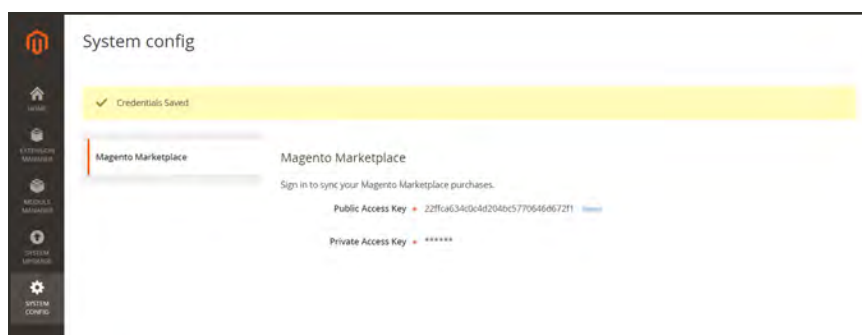 System config
HOME
Credentials Saved
EXTENSION
MANAGER
Magento Marketplace
Magento Marketplace
Sign in to sync your Magento Marketplace purchases.
MODULE
MANAGER
Public Access Key * 22ffca634c0c4d204bc5770646d672f1
Private Access Key * ******
SYSTEM
UPGRADE
SYSTEM
CONFIG